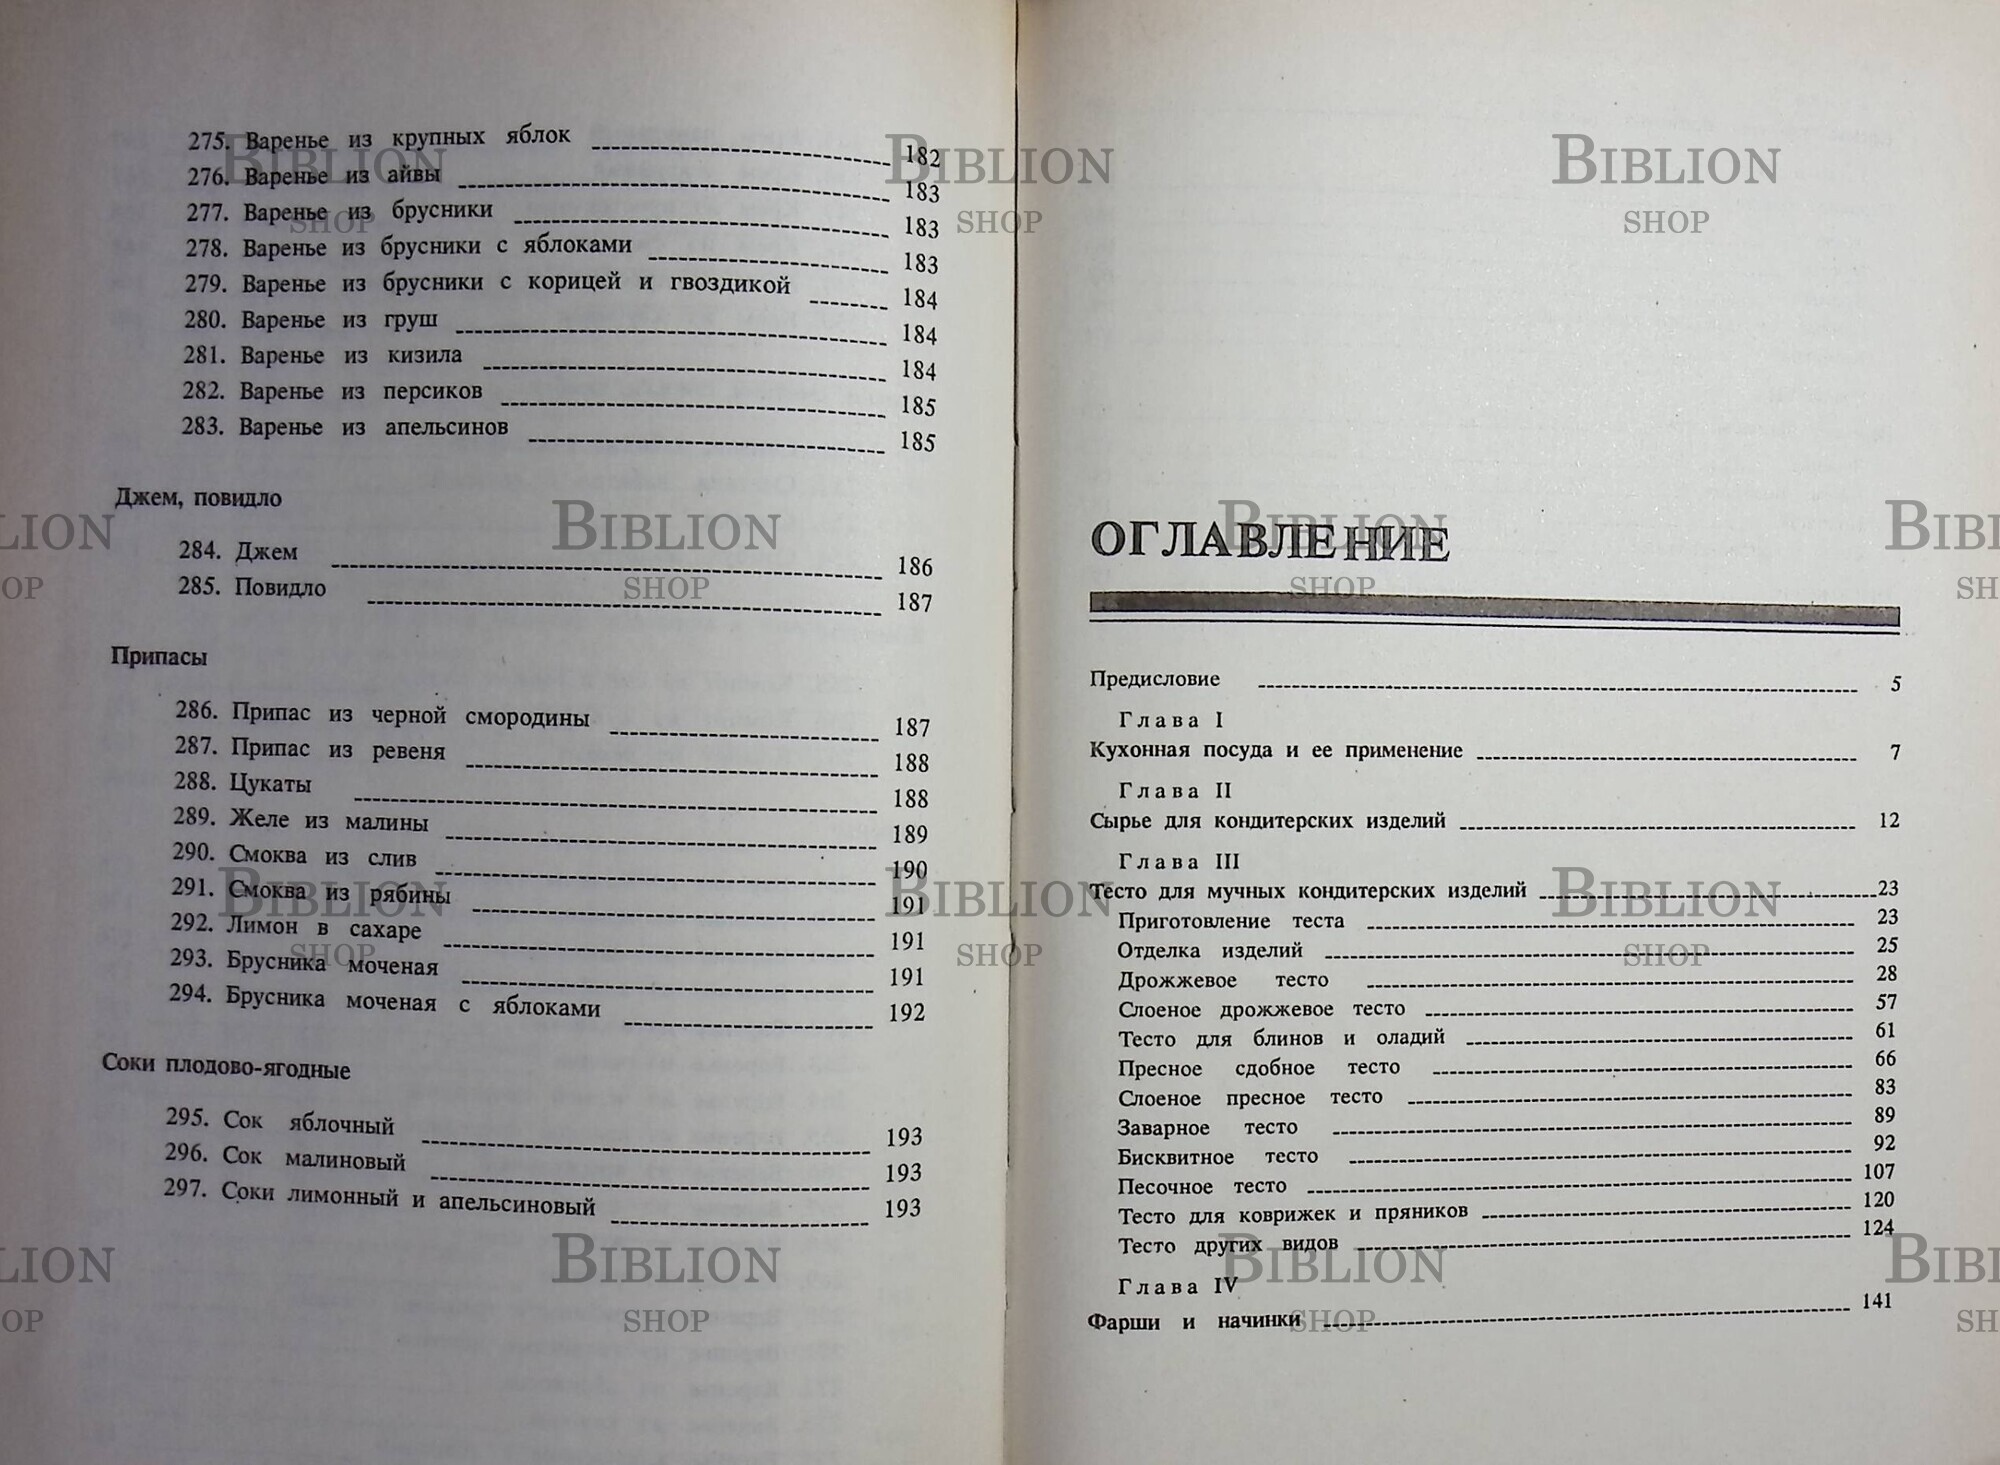 275. Варенье из крупных яблок 182
276. Варенье из айвы 183
277. Варенье из брусники 183
278. Варенье из брусники с яблоками 183
279. Варенье из брусники с корицей и гвоздикой 184
280. Варенье из груш 184
281. Варенье из кизила 184
282. Варенье из персиков 185
283. Варенье из апельсинов 185
Джем, повидло
284. Джем 186
285. Повидло 187
Припасы
286. Припас из черной смородины 187
287. Припас из ревеня 188
288. Цукаты 188
289. Желе из малины 189
290. Смоква из слив 190
291. Смоква из рябины 191
292. Лимон в сахаре 191
293. Брусника моченая 191
294. Брусника моченая с яблоками 192
Соки плодово-ягодные
295. Сок яблочный 193
296. Сок малиновый 193
297. Соки лимонный и апельсиновый 193
ОГЛАВЛЕНИЕ
Предисловие 5
Глава I
Кухонная посуда и ее применение 7
Глава II
Сырье для кондитерских изделий 12
Глава III
Тесто для мучных кондитерских изделий 23
Приготовление теста 23
Отделка изделий 25
Дрожжевое тесто 28
Слоеное дрожжевое тесто 57
Тесто для блинов и оладий 61
Пресное сдобное тесто 66
Слоеное пресное тесто 83
Заварное тесто 89
Бисквитное тесто 92
Песочное тесто 107
Тесто для коврижек и пряников 120
Тесто других видов 124
Глава IV
Фарши и начинки 141
BIBLION
SHOP